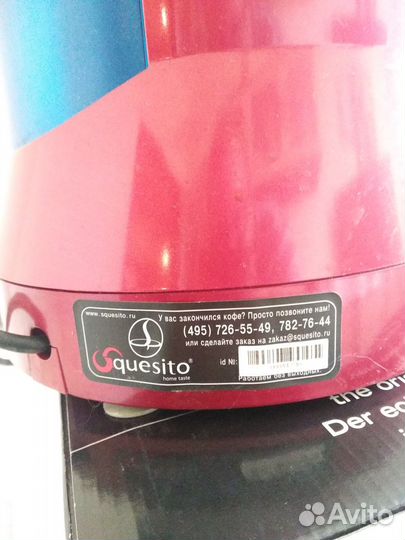 www.squesito.ru
У вас закончился кофе? Просто позвоните нам!
(495) 726-55-49, 782-76-44
или сделайте заказ на zakaz@squesito.ru
Squesito®
home taste
id №:
Работаем без выходных.
the ori
Der ec
Avito